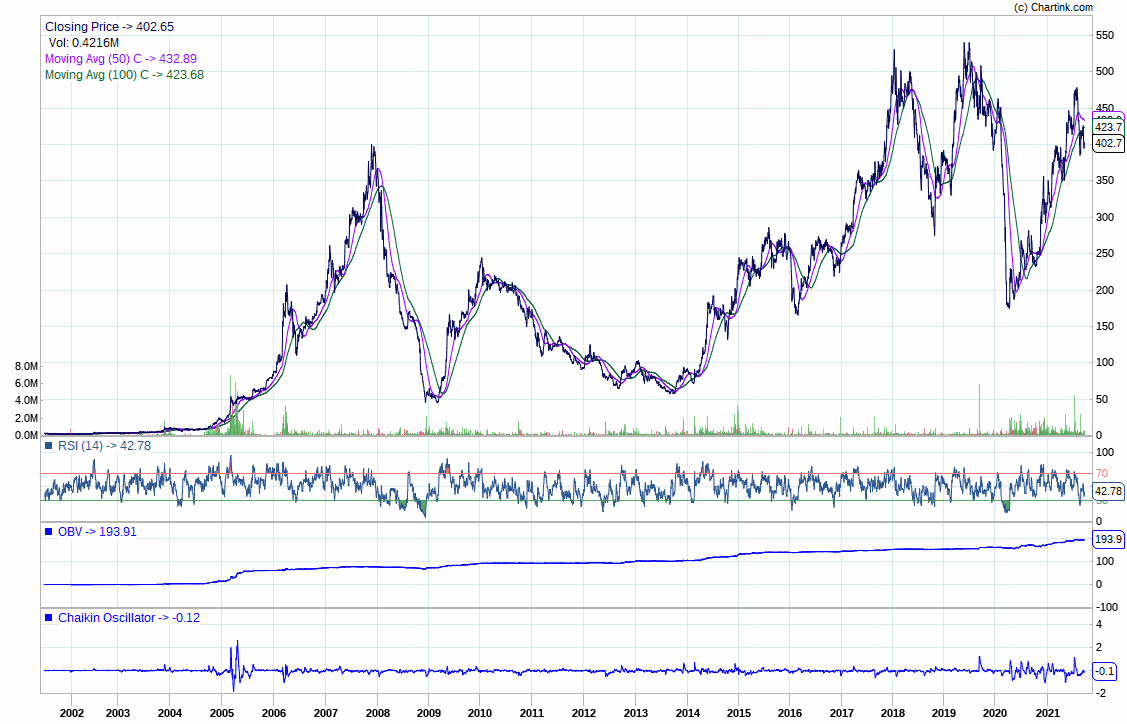 (c) Chartink.com
Closing Price -> 402.65
Vol: 0.4216M
Moving Avg (50) C -> 432.89
Moving Avg (100) C -> 423.68
550
500
450
423.7
402.7
350
300
250
200
150
100
50
0
8.0M
6.0M
4.0M
2.0M
0.0M
RSI (14) -> 42.78
100
70
42.78
0
OBV -> 193.91
193.9
100
0
-100
Chaikin Oscillator -> -0.12
4
2
-0.1
-2
2002 2003 2004 2005 2006 2007 2008 2009 2010 2011 2012 2013 2014 2015 2016 2017 2018 2019 2020 2021